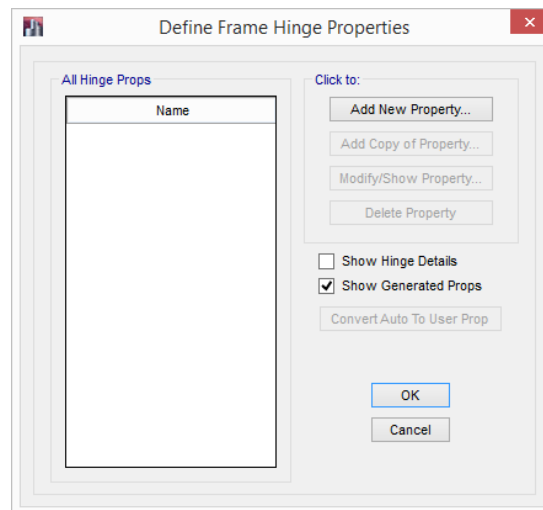 Define Frame Hinge Properties
All Hinge Props
Name
Click to:
Add New Property...
Add Copy of Property...
Modify/Show Property...
Delete Property
Show Hinge Details
Show Generated Props
Convert Auto To User Prop
OK
Cancel